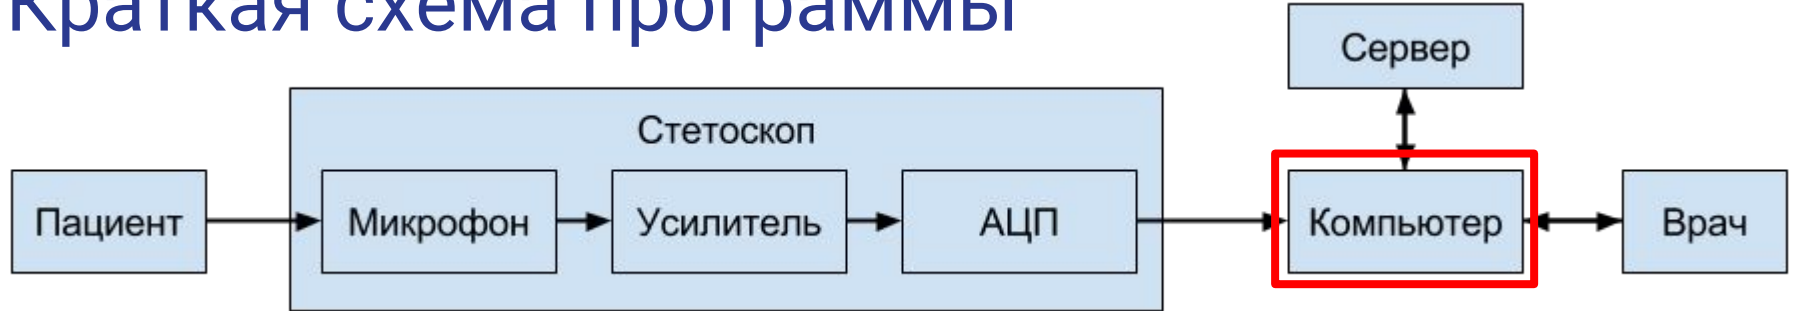 Краткая схема программы
Сервер
Стетоскоп
Пациент
Микрофон
Усилитель
АЦП
Компьютер
Врач